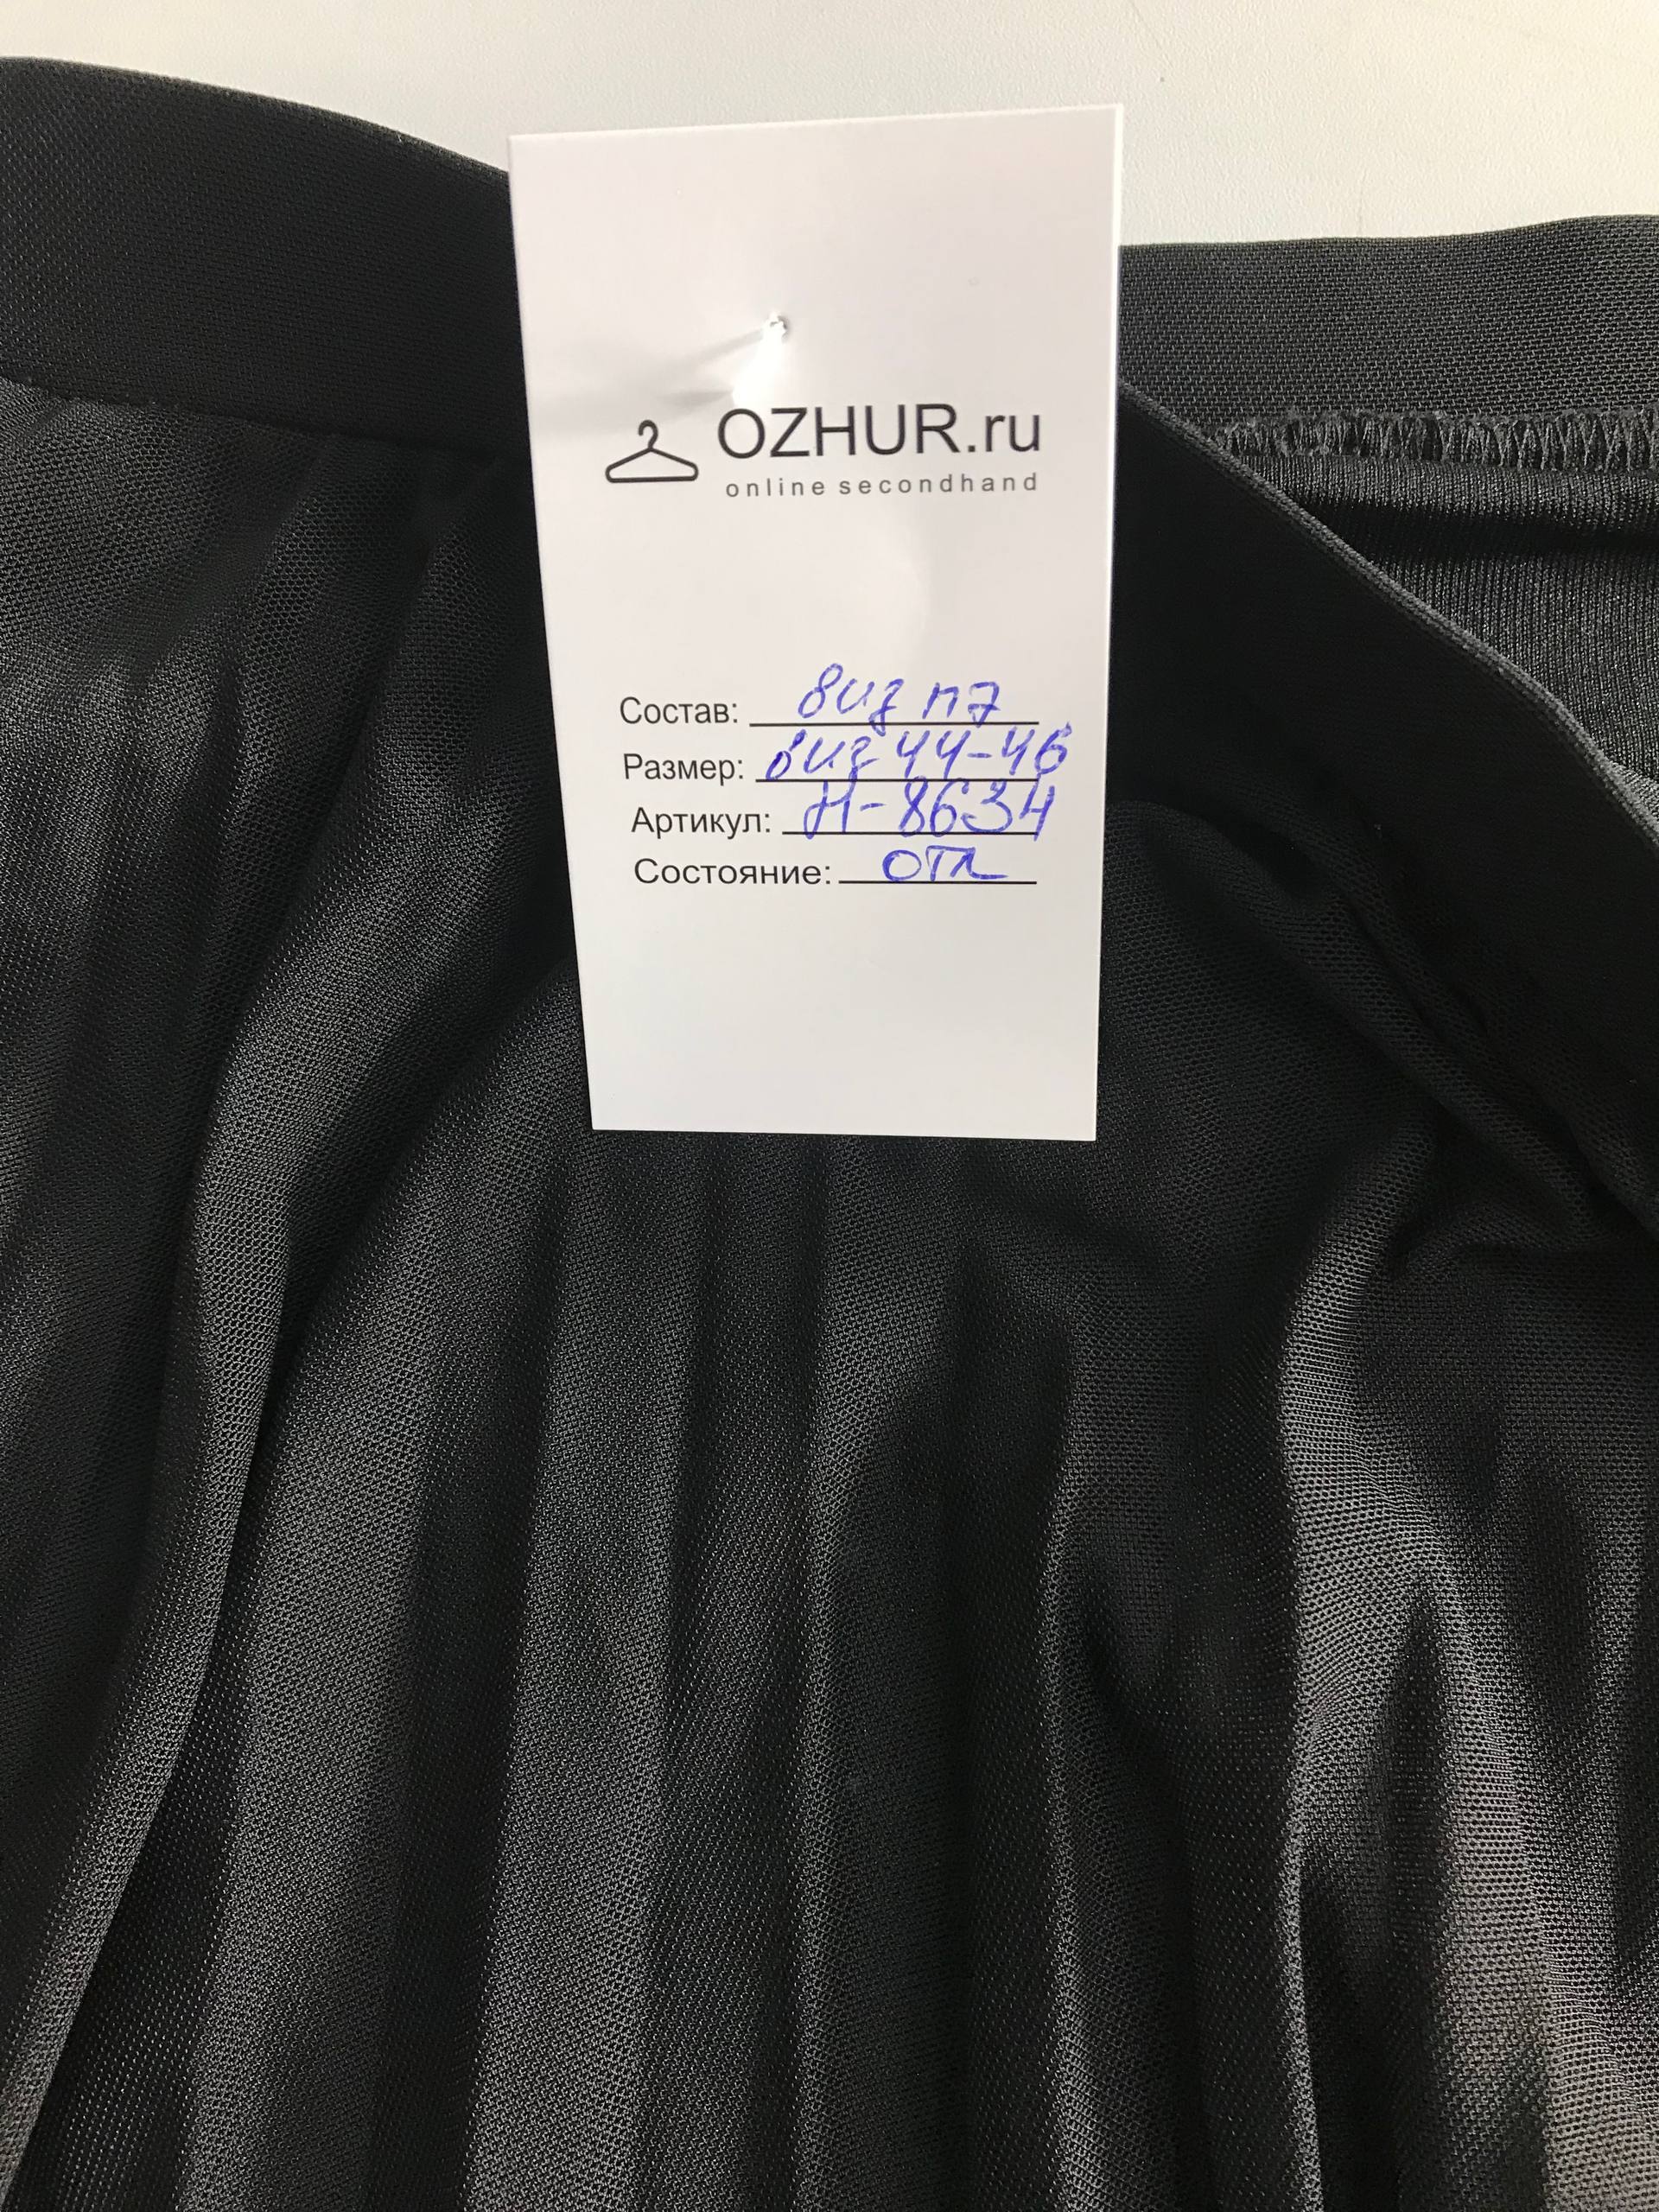 OZHUR.ru
online secondhand
Состав: виз пэ
Размер: виз 44-46
Артикул: Н-8634
Состояние: отл